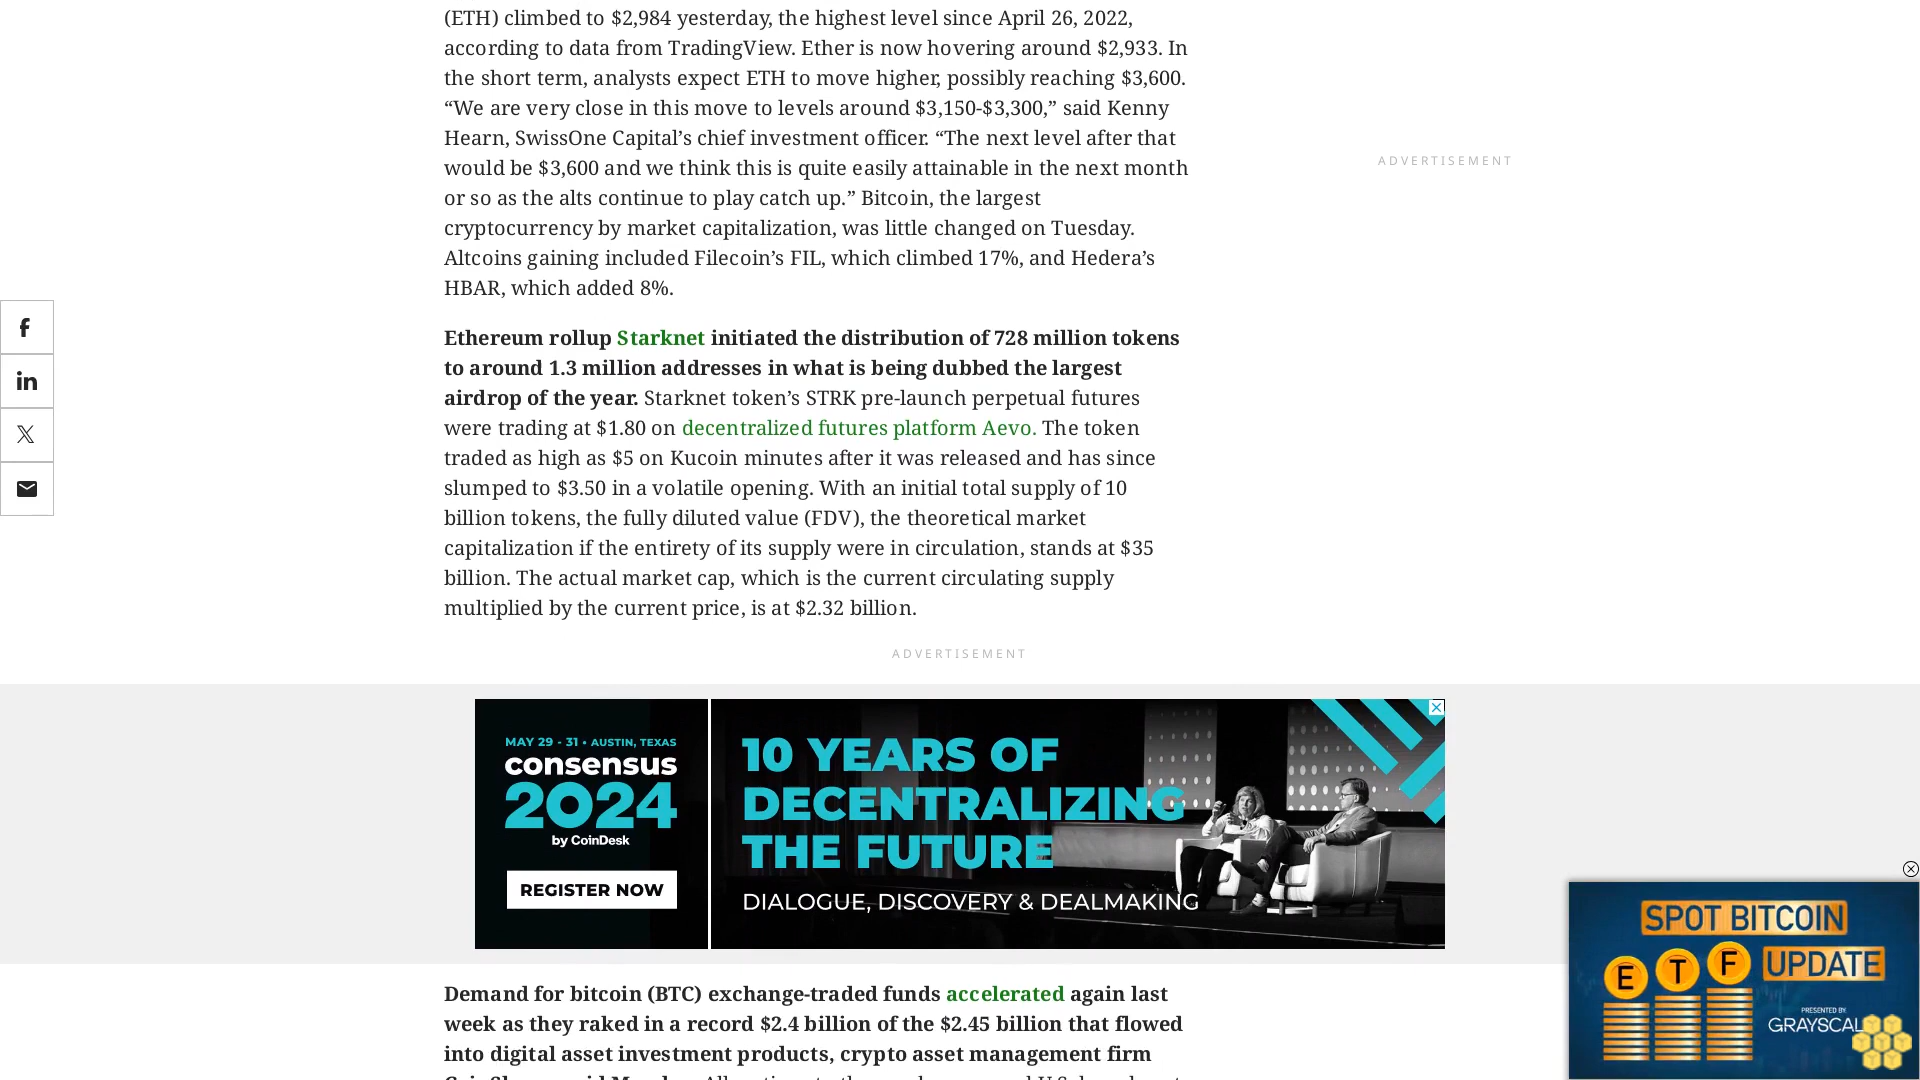 (ETH) climbed to $2,984 yesterday, the highest level since April 26, 2022,
according to data from TradingView. Ether is now hovering around $2,933. In
the short term, analysts expect ETH to move higher, possibly reaching $3,600.
“We are very close in this move to levels around $3,150-$3,300,” said Kenny
Hearn, SwissOne Capital’s chief investment officer. “The next level after that
would be $3,600 and we think this is quite easily attainable in the next month
or so as the alts continue to play catch up.” Bitcoin, the largest
cryptocurrency by market capitalization, was little changed on Tuesday.
Altcoins gaining included Filecoin’s FIL, which climbed 17%, and Hedera’s
HBAR, which added 8%.
ADVERTISEMENT
Ethereum rollup Starknet initiated the distribution of 728 million tokens
to around 1.3 million addresses in what is being dubbed the largest
airdrop of the year. Starknet token’s STRK pre-launch perpetual futures
were trading at $1.80 on decentralized futures platform Aevo. The token
traded as high as $5 on Kucoin minutes after it was released and has since
slumped to $3.50 in a volatile opening. With an initial total supply of 10
billion tokens, the fully diluted value (FDV), the theoretical market
capitalization if the entirety of its supply were in circulation, stands at $35
billion. The actual market cap, which is the current circulating supply
multiplied by the current price, is at $2.32 billion.
ADVERTISEMENT
MAY 29 - 31 • AUSTIN, TEXAS
consensus
2024
by CoinDesk
REGISTER NOW
10 YEARS OF
DECENTRALIZING
THE FUTURE
DIALOGUE, DISCOVERY & DEALMAKING
SPOT BITCOIN
ETF UPDATE
PRESENTED BY
Demand for bitcoin (BTC) exchange-traded funds accelerated again last
week as they raked in a record $2.4 billion of the $2.45 billion that flowed
into digital asset investment products, crypto asset management firm